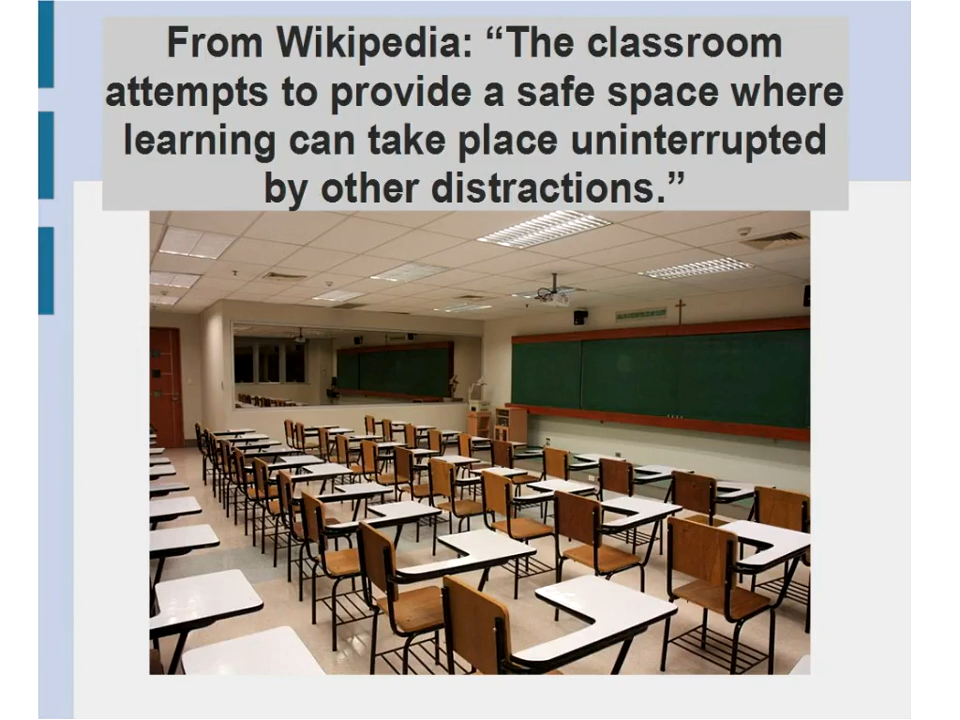 From Wikipedia: “The classroom
attempts to provide a safe space where
learning can take place uninterrupted
by other distractions.”